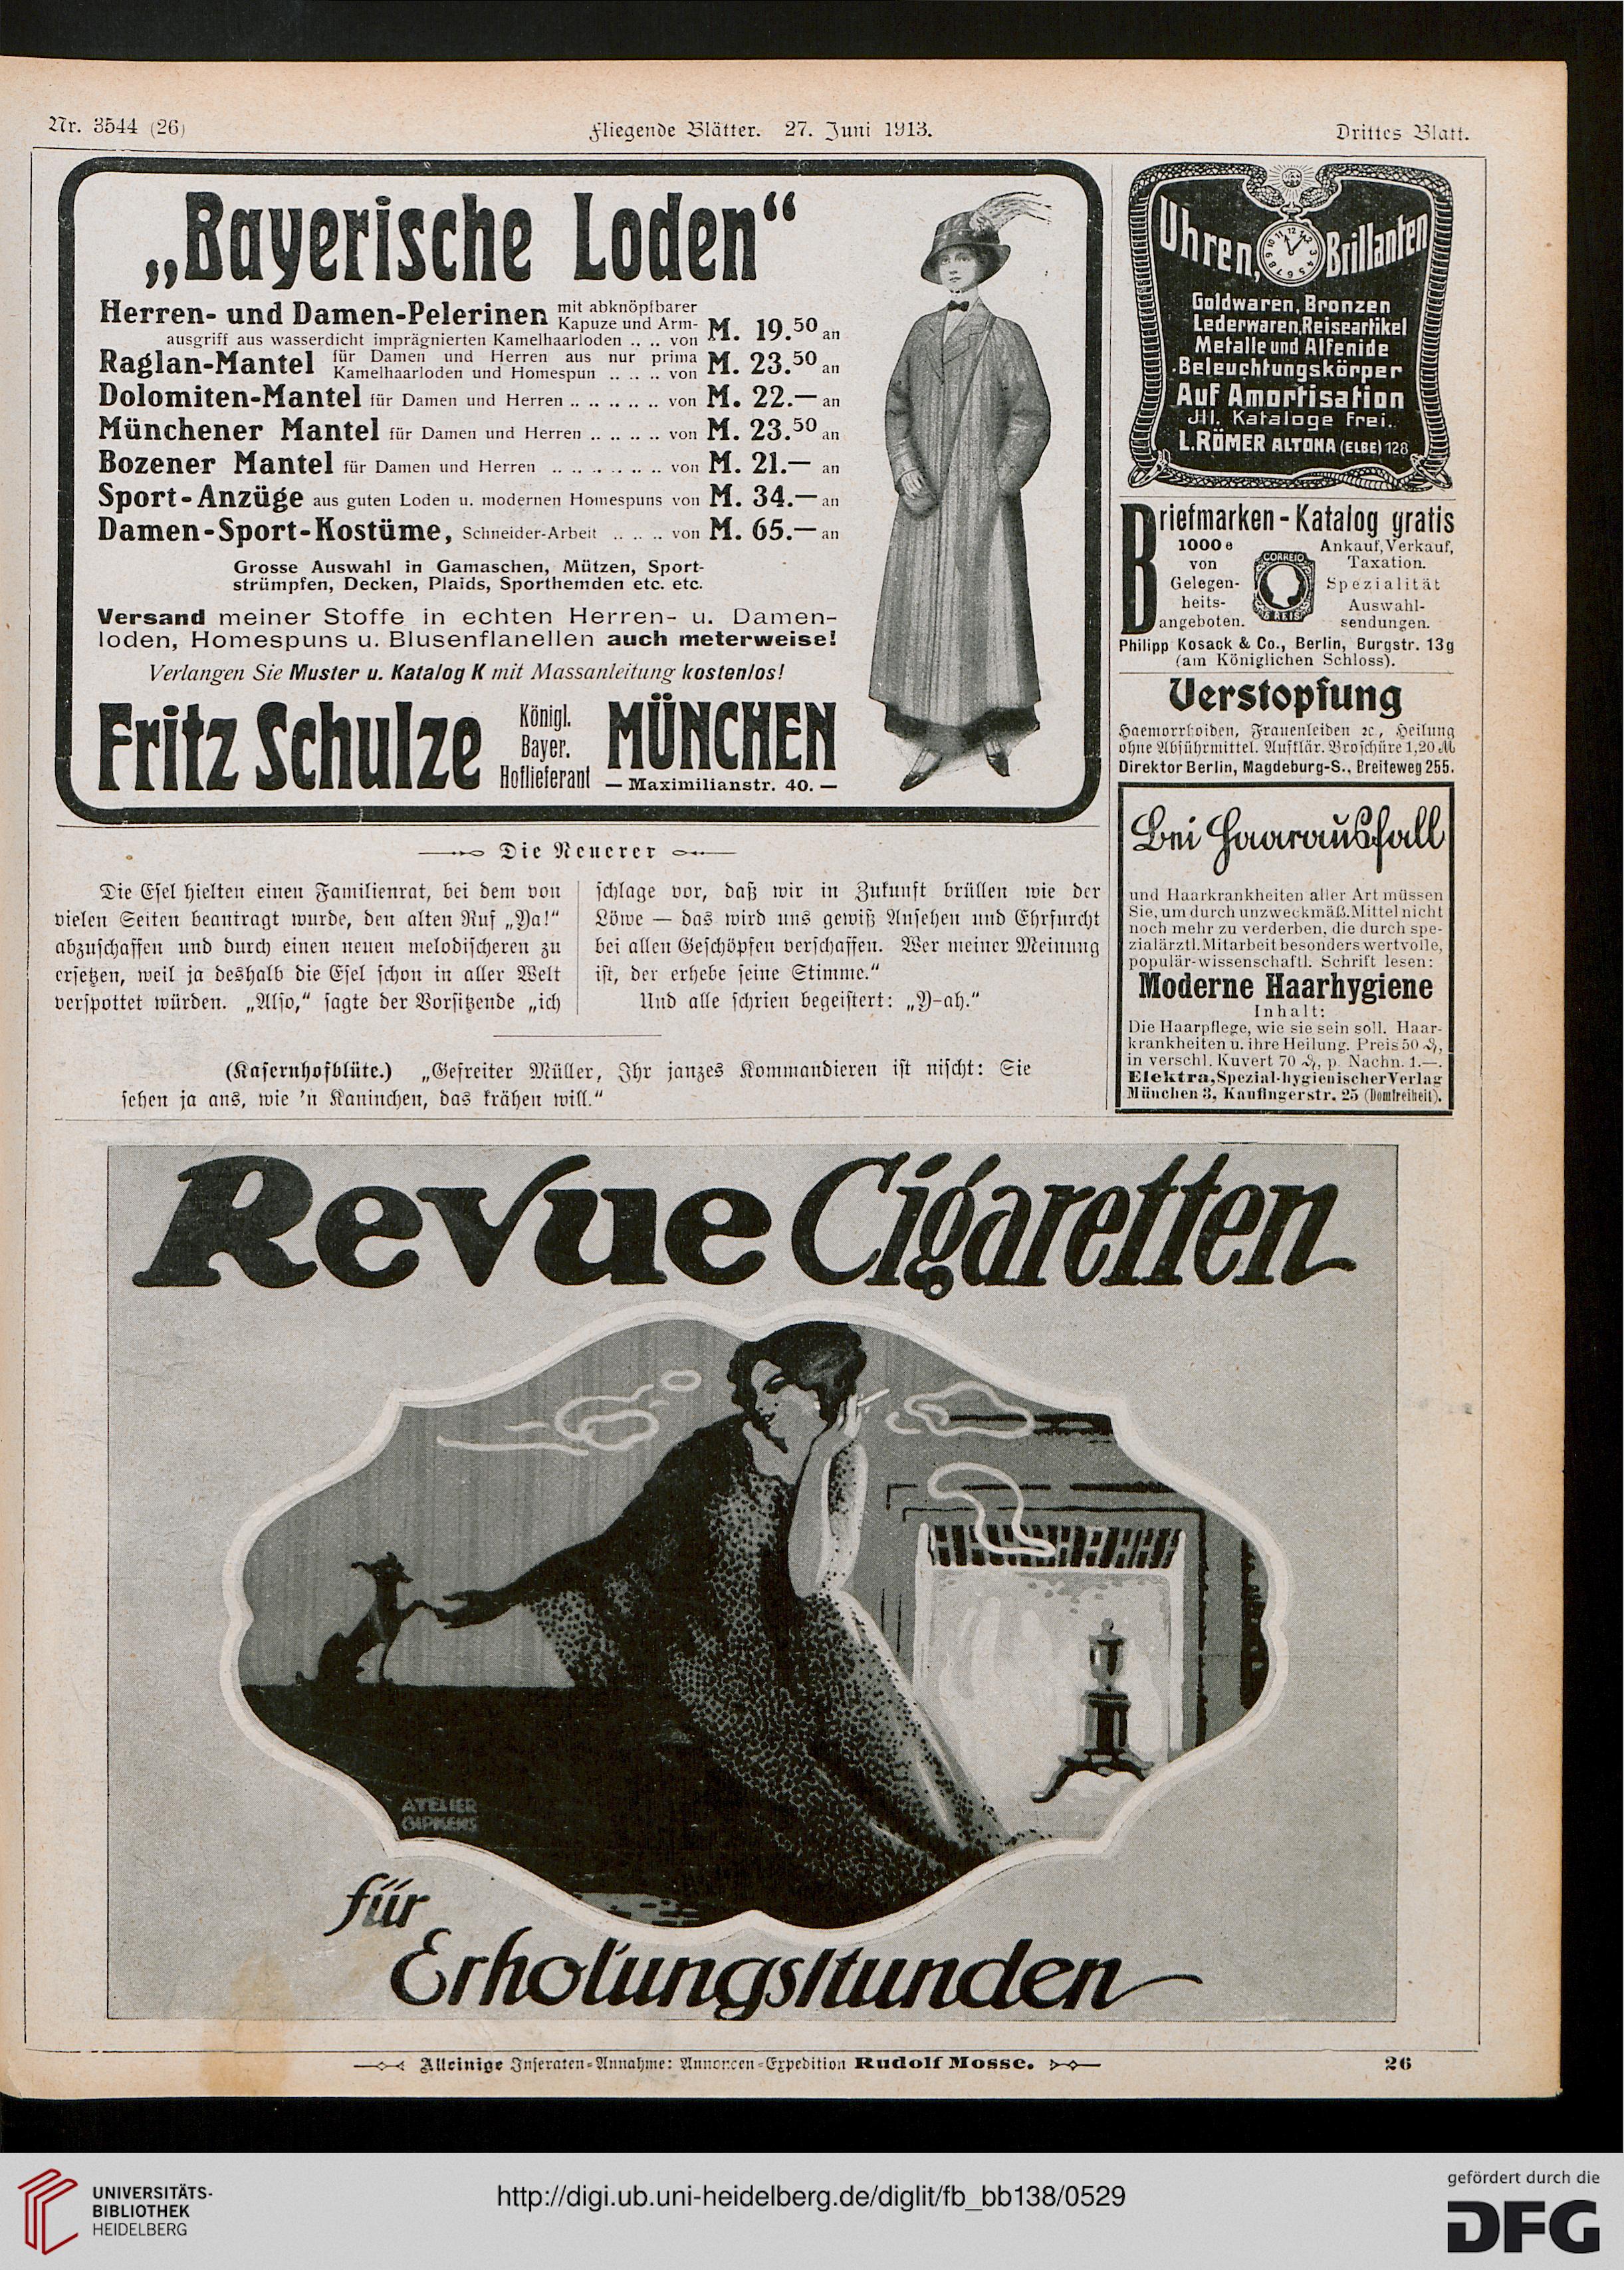 Nr. 3544 (26)
Fliegende Blätter. 27. Juni 1913.
Drittes Blatt.
„Bayerische Loden“
Herren- und Damen-Pelerinen mit abknöpfbarer
Kapuze und Arm-
ausgriff aus wasserdicht imprägnierten Kamelhaarloden .. .. von M. 19.50 an
Raglan-Mantel für Damen und Herren aus nur prima
Kamelhaarloden und Homespun .. .. .. von M. 23.50 an
Dolomiten-Mantel für Damen und Herren .. .. .. .. .. von M. 22.— an
Münchener Mantel für Damen und Herren .. .. .. .. von M. 23.50 an
Bozener Mantel für Damen und Herren .. .. .. .. .. .. von M. 21.— an
Sport-Anzüge aus guten Loden u. modernen Homespuns von M. 34.— an
Damen-Sport-Kostüme, Schneider-Arbeit .. .. .. von M. 65.— an
Grosse Auswahl in Gamaschen, Mützen, Sport-
strümpfen, Decken, Plaids, Sporthemden etc. etc.
Versand meiner Stoffe in echten Herren- u. Damen-
loden, Homespuns u. Blusenflanellen auch meterweise!
Verlangen Sie Muster u. Katalog K mit Massanleitung kostenlos!
Fritz Schulze
Königl.
Bayer.
Hoflieferant
MÜNCHEN
— Maximilianstr. 40. —
Die Neuerer
Die Esel hielten einen Familienrat, bei dem von
vielen Seiten beantragt wurde, den alten Ruf „Ya!“
abzuschaffen und durch einen neuen melodischeren zu
ersetzen, weil ja deshalb die Esel schon in aller Welt
verspottet würden. „Also,“ sagte der Vorsitzende „ich
schlage vor, daß wir in Zukunft brüllen wie der
Löwe — das wird uns gewiß Ansehen und Ehrfurcht
bei allen Geschöpfen verschaffen. Wer meiner Meinung
ist, der erhebe seine Stimme.“
Und alle schrien begeistert: „Y-ah.“
(Kasernhofblüte.) „Gefreiter Müller, Ihr janzes Kommandieren ist nischt: Sie
sehen ja aus, wie 'n Kaninchen, das krähen will.“
Uhren, Brillanten
Goldwaren, Bronzen
Lederwaren, Reiseartikel
Metalle und Alfenide
Beleuchtungskörper
Auf Amortisation
Jll. Kataloge frei.
L. RÖMER ALTONA (ELBE) 128
Briefmarken-Katalog gratis
1000e
von
Gelegen-
heits-
angeboten.
CORREIO
Ankauf, Verkauf,
Taxation.
Spezialität
Auswahl-
sendungen.
Philipp Kosack & Co., Berlin, Burgstr. 13g
(am Königlichen Schloss).
Verstopfung
Haemorrhoiden, Frauenleiden ꝛc, Heilung
ohne Abführmittel. Aufklär. Broschüre 1,20 M
Direktor Berlin, Magdeburg-S., Breiteweg 255.
Bei Haarausfall
und Haarkrankheiten aller Art müssen
Sie, um durch unzweckmäß. Mittel nicht
noch mehr zu verderben, die durch spe-
zialärztl. Mitarbeit besonders wertvolle,
populär-wissenschaftl. Schrift lesen:
Moderne Haarhygiene
Inhalt:
Die Haarpflege, wie sie sein soll. Haar-
krankheiten u. ihre Heilung. Preis 50 ₰,
in verschl. Kuvert 70 ₰, p. Nachn. 1.—.
Elektra, Spezial-hygienischer Verlag
München 3, Kaufingerstr. 25 (Domfreiheit).
Revue Cigaretten
ATELIER
GIPKENS
für
Erholungsstunden
Alleinige Inseraten-Annahme: Annoncen-Expedition Rudolf Mosse.
26
UNIVERSITÄTS-
BIBLIOTHEK
HEIDELBERG
http://digi.ub.uni-heidelberg.de/diglit/fb_bb138/0529
gefördert durch die
DFG